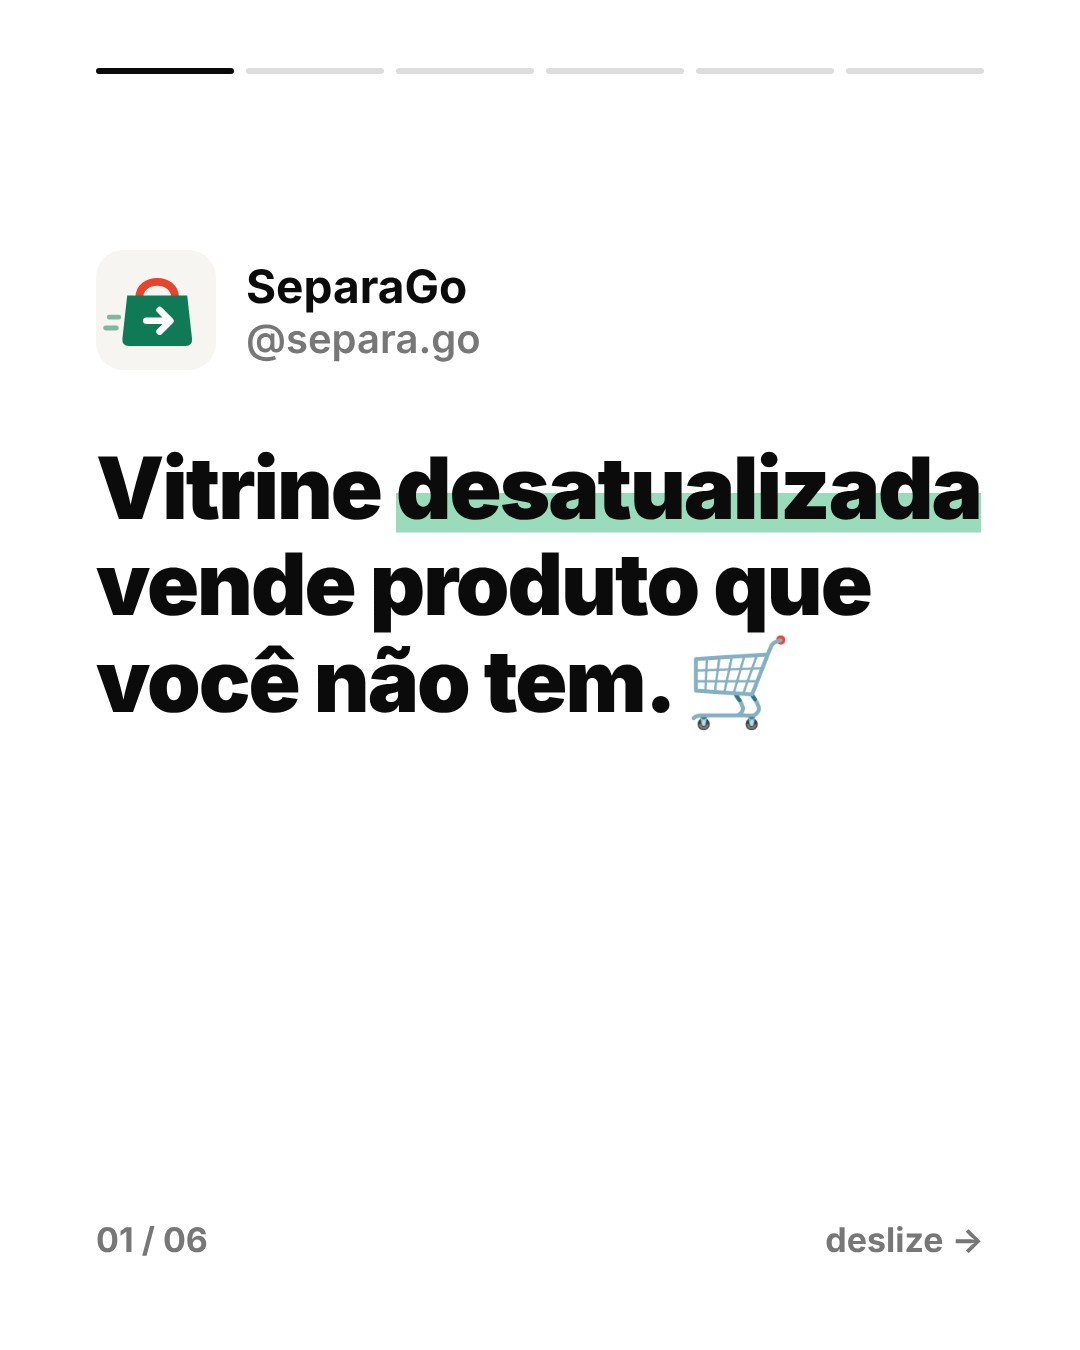 SeparaGo
@separa.go
Vitrine desatualizada
vende produto que
você não tem. 🛒
01 / 06
deslize →